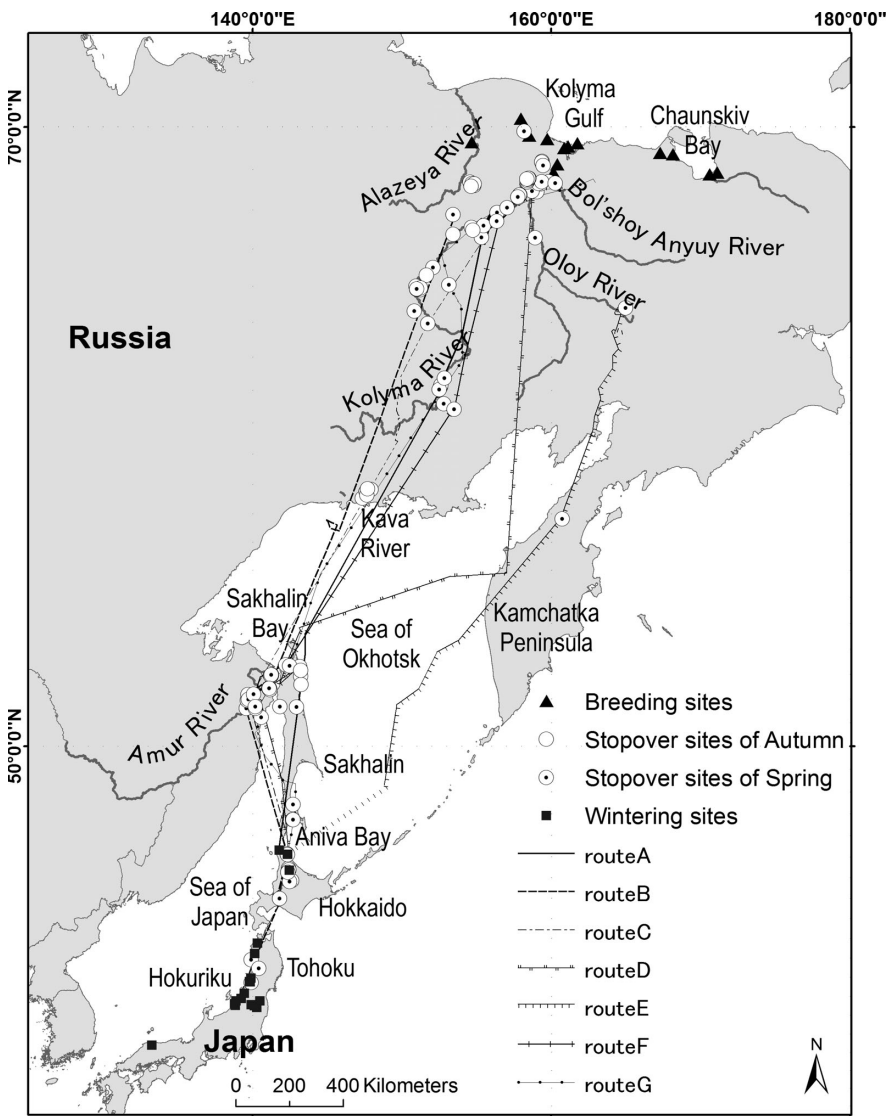 140°0'0"E
160°0'0"E
180°0'0"
70°0'0"N
Kolyma
Gulf
Chaunskiv
Bay
Alazeya River
Bol'shoy Anyuy River
Oloy River
Russia
Kolyma River
Kava
River
Sakhalin
Bay
Sea of
Okhotsk
Kamchatka
Peninsula
Amur River
50°0'0"N
Sakhalin
Aniva Bay
Sea of
Japan
Hokkaido
Hokuriku
Tohoku
Japan
Breeding sites
Stopover sites of Autumn
Stopover sites of Spring
Wintering sites
routeA
routeB
routeC
routeD
routeE
routeF
routeG
0 200 400 Kilometers
N